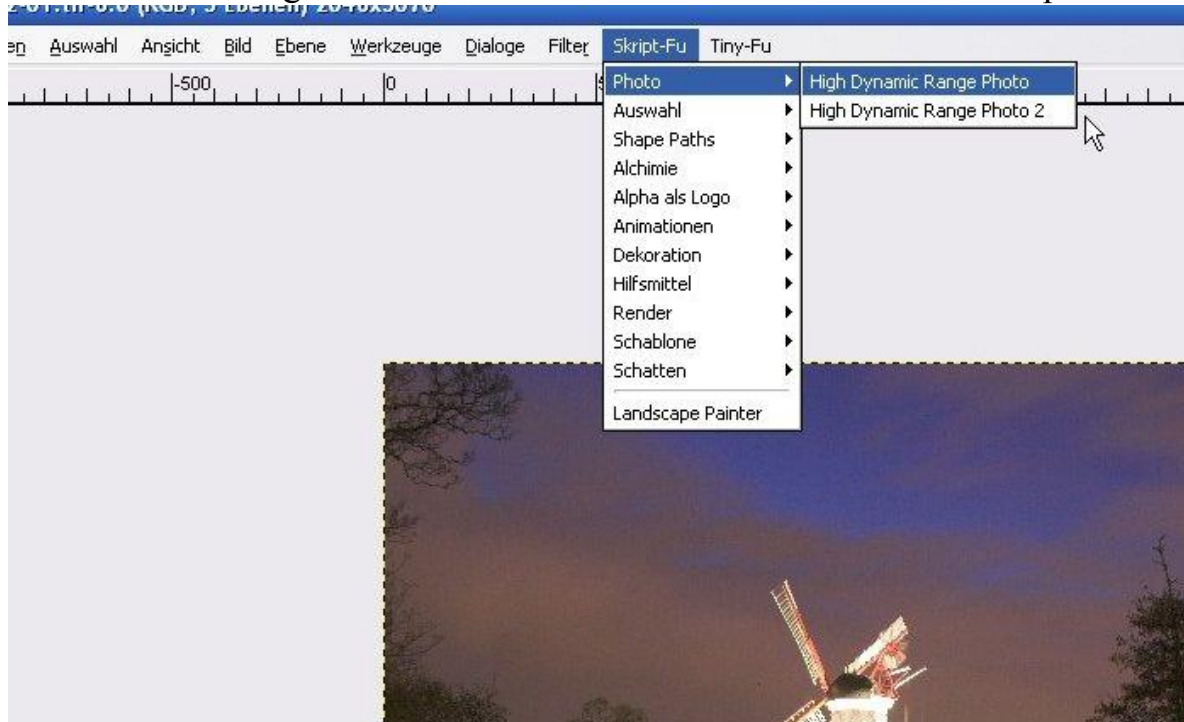 Auswahl Ansicht Bild Ebene Werkzeuge Dialoge Filter Skript-Fu Tiny-Fu
-500 0
Photo
High Dynamic Range Photo
Auswahl
High Dynamic Range Photo 2
Shape Paths
Alchimie
Alpha als Logo
Animationen
Dekoration
Hilfsmittel
Render
Schablone
Schatten
Landscape Painter